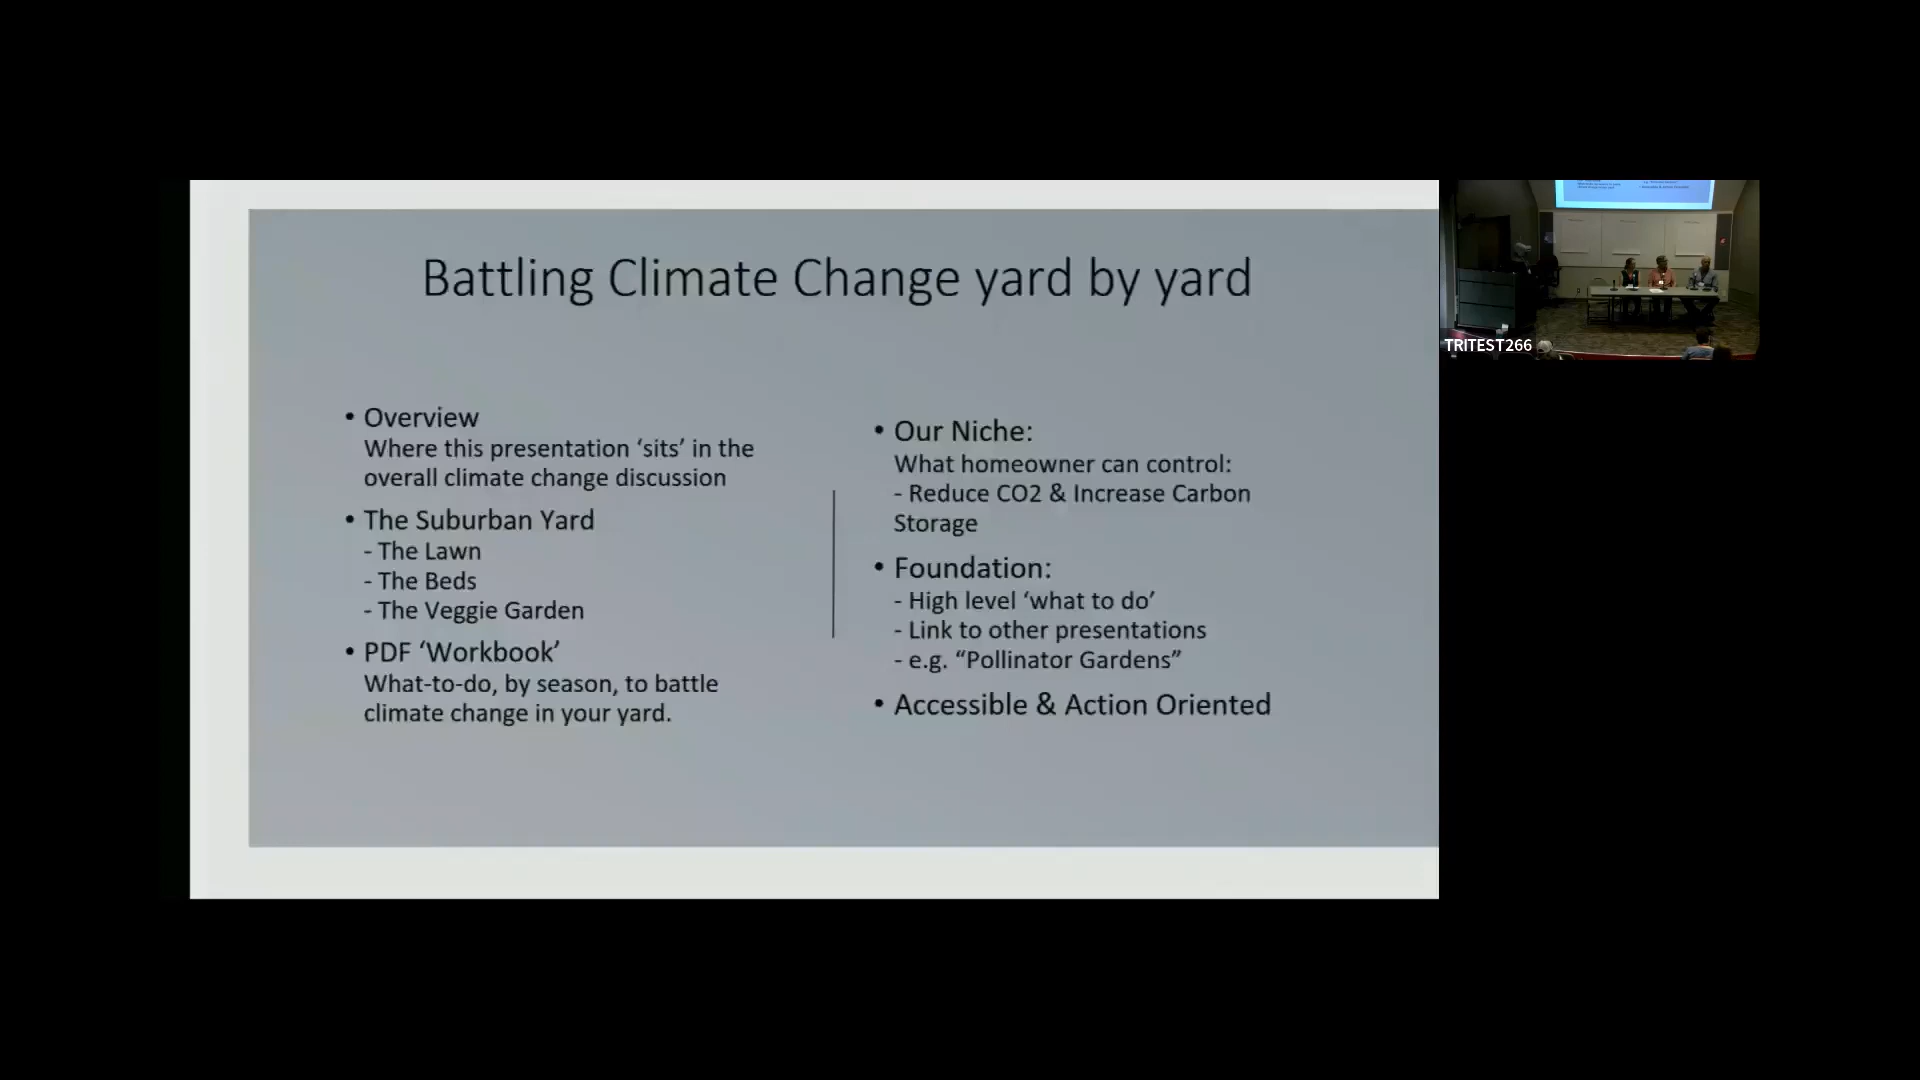 Battling Climate Change yard by yard
• Overview
Where this presentation ‘sits’ in the
overall climate change discussion
• The Suburban Yard
- The Lawn
- The Beds
- The Veggie Garden
• PDF ‘Workbook’
What-to-do, by season, to battle
climate change in your yard.
• Our Niche:
What homeowner can control:
- Reduce CO2 & Increase Carbon
Storage
• Foundation:
- High level ‘what to do’
- Link to other presentations
- e.g. “Pollinator Gardens”
• Accessible & Action Oriented
TRITEST266